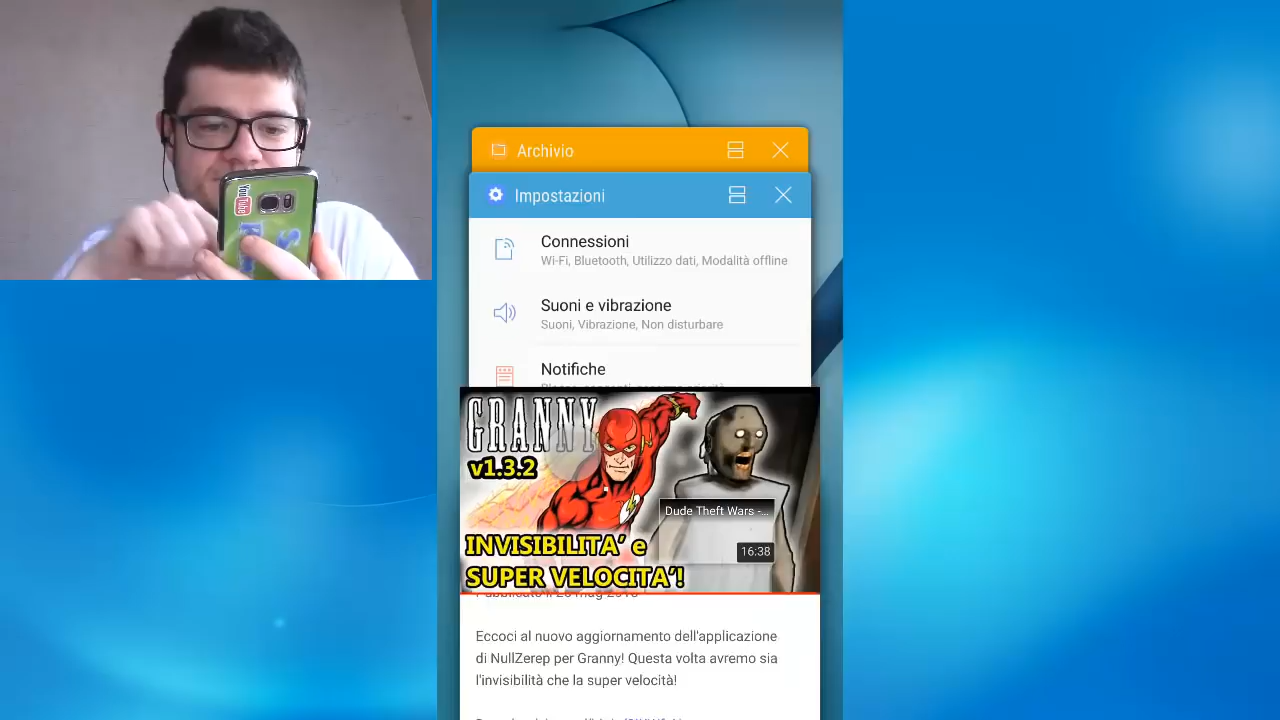 YouTube
Archivio
Impostazioni
Connessioni
Wi-Fi, Bluetooth, Utilizzo dati, Modalità offline
Suoni e vibrazione
Suoni, Vibrazione, Non disturbare
Notifiche
GRANNY
v1.3.2
Dude Theft Wars -...
16:38
INVISIBILITA' e
SUPER VELOCITA'!
Eccoci al nuovo aggiornamento dell'applicazione
di NullZerep per Granny! Questa volta avremo sia
l'invisibilità che la super velocità!